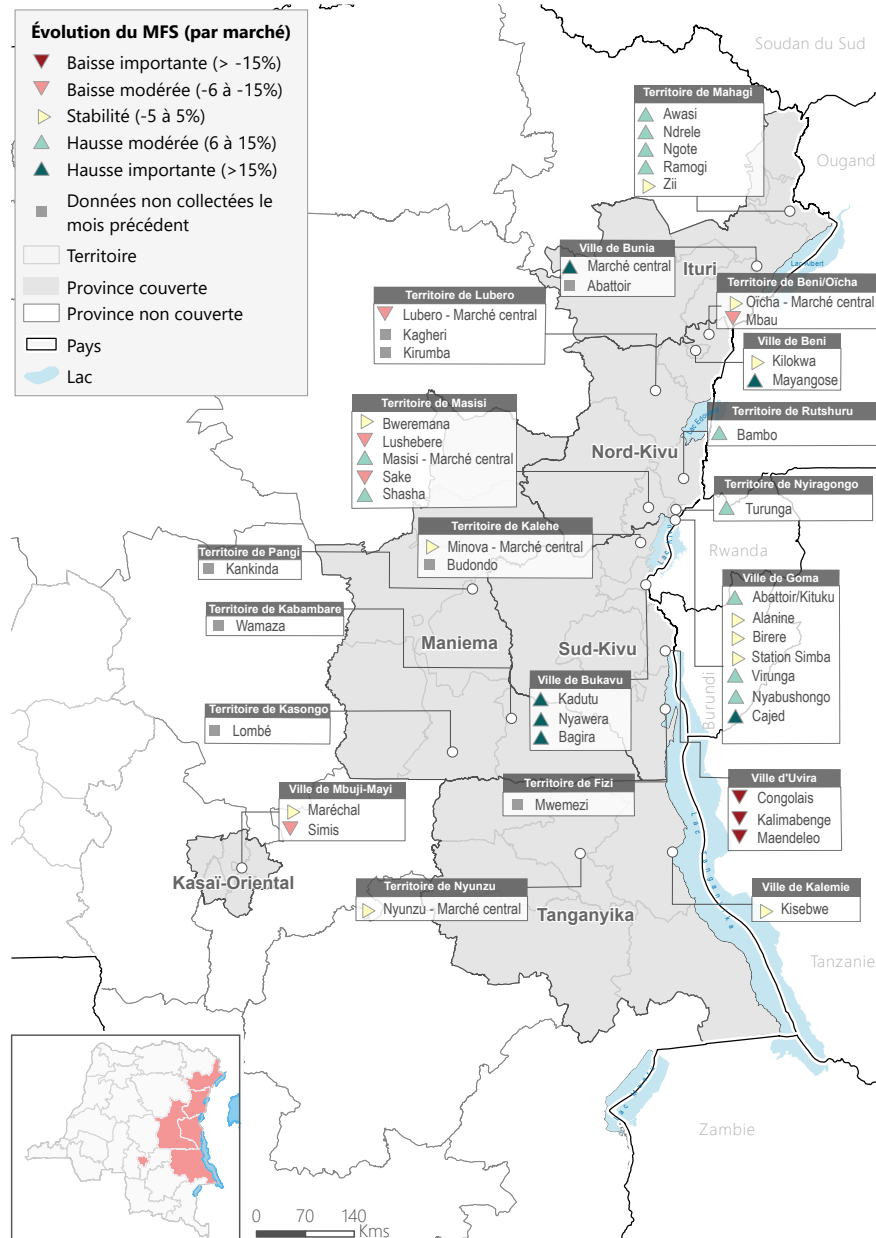 Évolution du MFS (par marché)
Baisse importante (> -15%)
Baisse modérée (-6 à -15%)
Stabilité (-5 à 5%)
Hausse modérée (6 à 15%)
Hausse importante (>15%)
Données non collectées le
mois précédent
Territoire
Province couverte
Province non couverte
Pays
Lac
Soudan du Sud
Territoire de Mahagi
Awasi
Ndrele
Ngote
Ramogi
Zii
Ougand
Ville de Bunia
Marché central
Abattoir
Ituri
Lac Albert
Territoire de Beni/Oïcha
Oïcha - Marché central
Mbau
Territoire de Lubero
Lubero - Marché central
Kagheri
Kirumba
Ville de Beni
Kilokwa
Mayangose
Territoire de Masisi
Bweremana
Lushebere
Masisi - Marché central
Sake
Shasha
Lac Edouard
Territoire de Rutshuru
Bambo
Nord-Kivu
Territoire de Nyiragongo
Turunga
Territoire de Kalehe
Minova - Marché central
Budondo
Lac
Rwanda
Territoire de Pangi
Kankinda
Ville de Goma
Abattoir/Kituku
Alanine
Birere
Station Simba
Virunga
Nyabushongo
Cajed
Territoire de Kabambare
Wamaza
Maniema
Sud-Kivu
Burundi
Ville de Bukavu
Kadutu
Nyawera
Bagira
Territoire de Kasongo
Lombé
Territoire de Fizi
Mwemezi
Ville d'Uvira
Congolais
Kalimabenge
Maendeleo
Ville de Mbuji-Mayi
Maréchal
Simis
Kasaï-Oriental
Lac Tanganyika
Territoire de Nyunzu
Nyunzu - Marché central
Tanganyika
Ville de Kalemie
Kisebwe
Tanzanie
Zambie
0 70 140
Kms